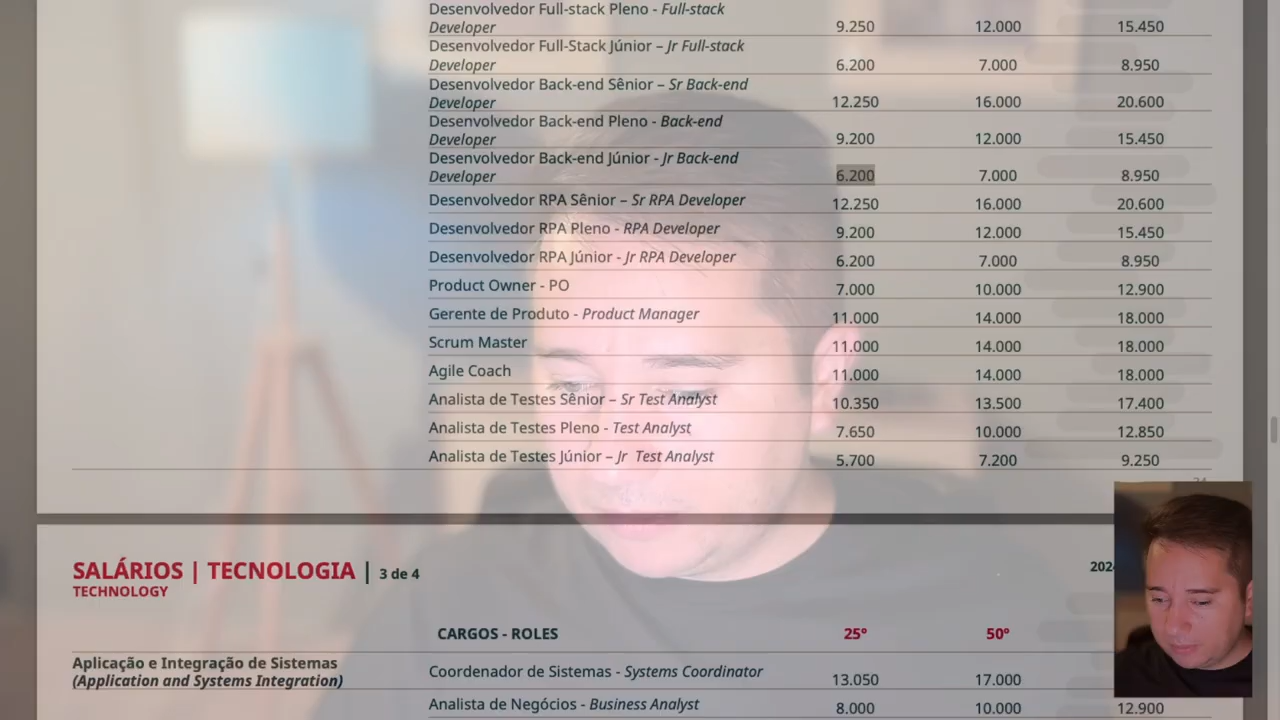 Desenvolvedor Full-stack Pleno - Full-stack
Developer 9.250 12.000 15.450
Desenvolvedor Full-Stack Júnior – Jr Full-stack
Developer 6.200 7.000 8.950
Desenvolvedor Back-end Sênior – Sr Back-end
Developer 12.250 16.000 20.600
Desenvolvedor Back-end Pleno - Back-end
Developer 9.200 12.000 15.450
Desenvolvedor Back-end Júnior - Jr Back-end
Developer 6.200 7.000 8.950
Desenvolvedor RPA Sênior – Sr RPA Developer 12.250 16.000 20.600
Desenvolvedor RPA Pleno - RPA Developer 9.200 12.000 15.450
Desenvolvedor RPA Júnior - Jr RPA Developer 6.200 7.000 8.950
Product Owner - PO 7.000 10.000 12.900
Gerente de Produto - Product Manager 11.000 14.000 18.000
Scrum Master 11.000 14.000 18.000
Agile Coach 11.000 14.000 18.000
Analista de Testes Sênior – Sr Test Analyst 10.350 13.500 17.400
Analista de Testes Pleno - Test Analyst 7.650 10.000 12.850
Analista de Testes Júnior – Jr Test Analyst 5.700 7.200 9.250
SALÁRIOS | TECNOLOGIA | 3 de 4
TECHNOLOGY
CARGOS - ROLES 25º 50º
Aplicação e Integração de Sistemas
(Application and Systems Integration)
Coordenador de Sistemas - Systems Coordinator 13.050 17.000
Analista de Negócios - Business Analyst 8.000 10.000 12.900